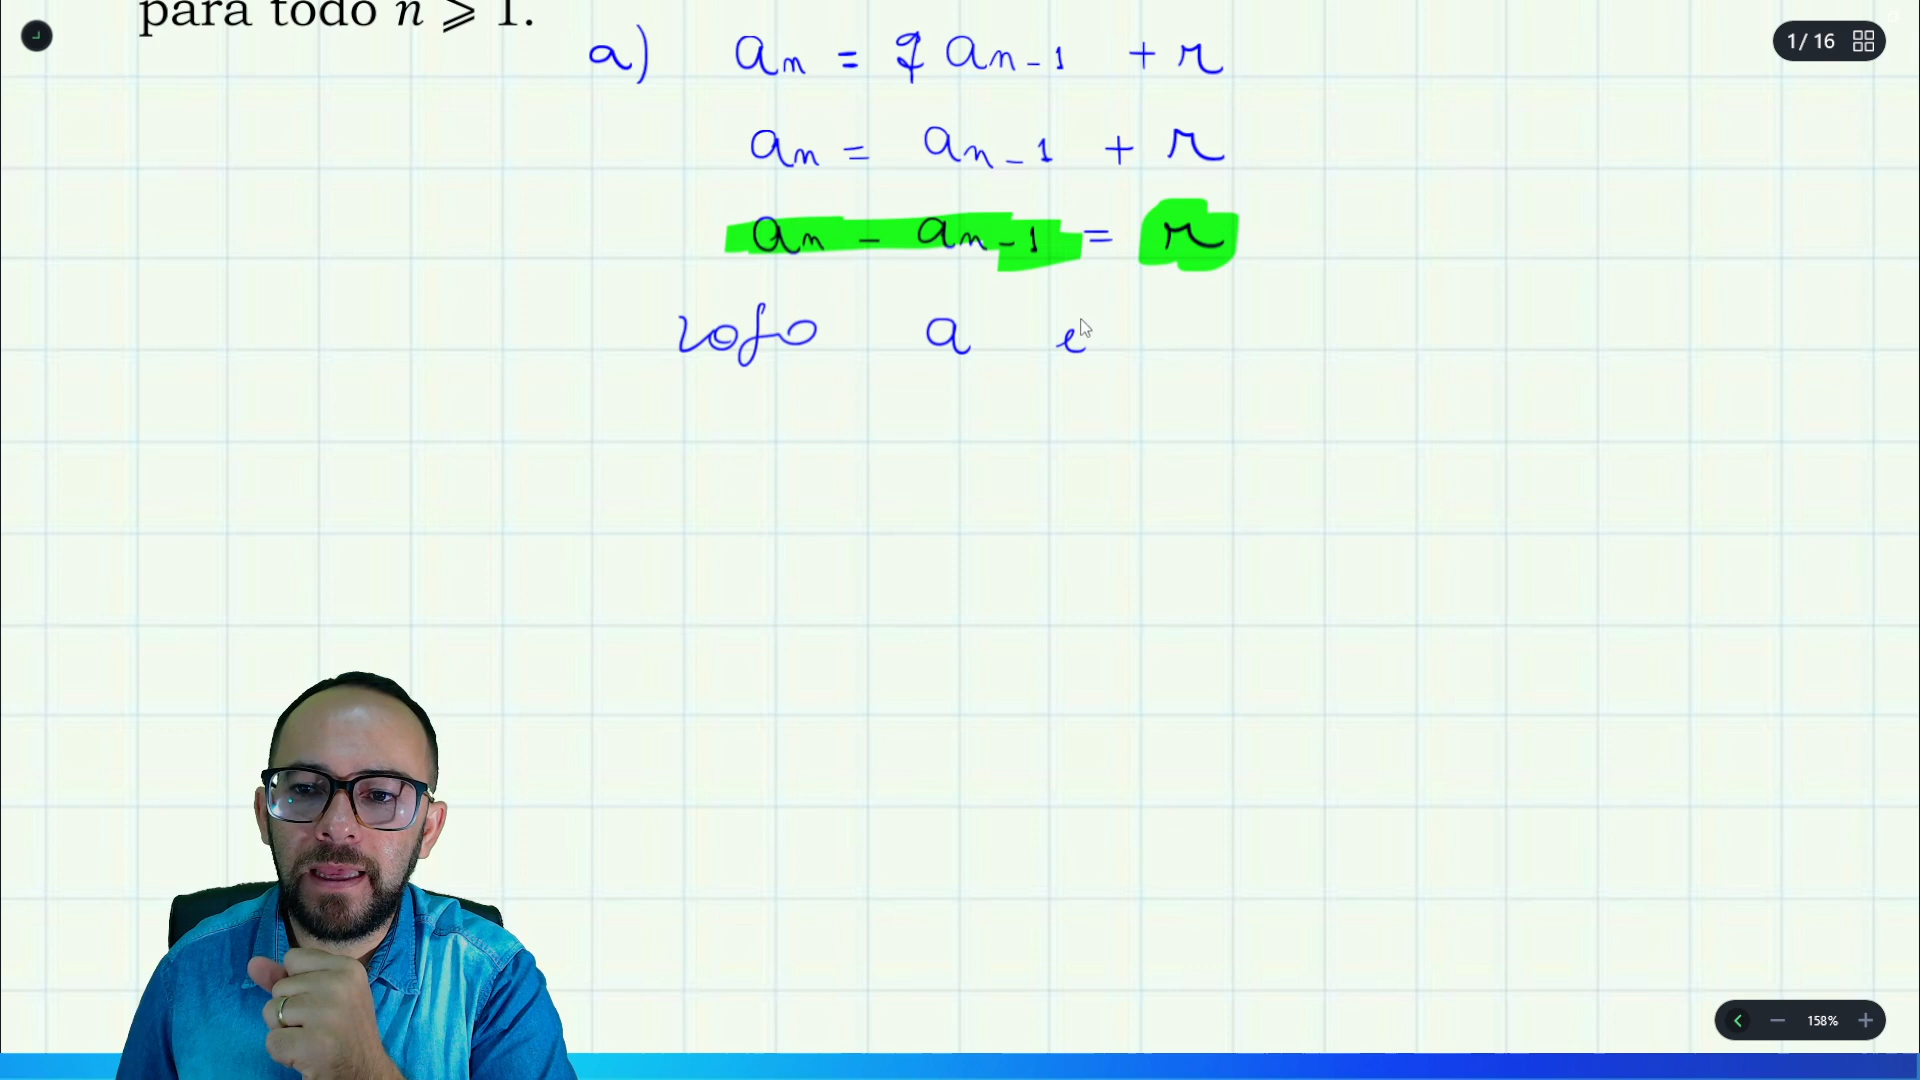 para todo n ⩾ 1.
1 / 16
a) aₙ = q aₙ₋₁ + r
aₙ = aₙ₋₁ + r
aₙ - aₙ₋₁ = r
Logo a e
158%